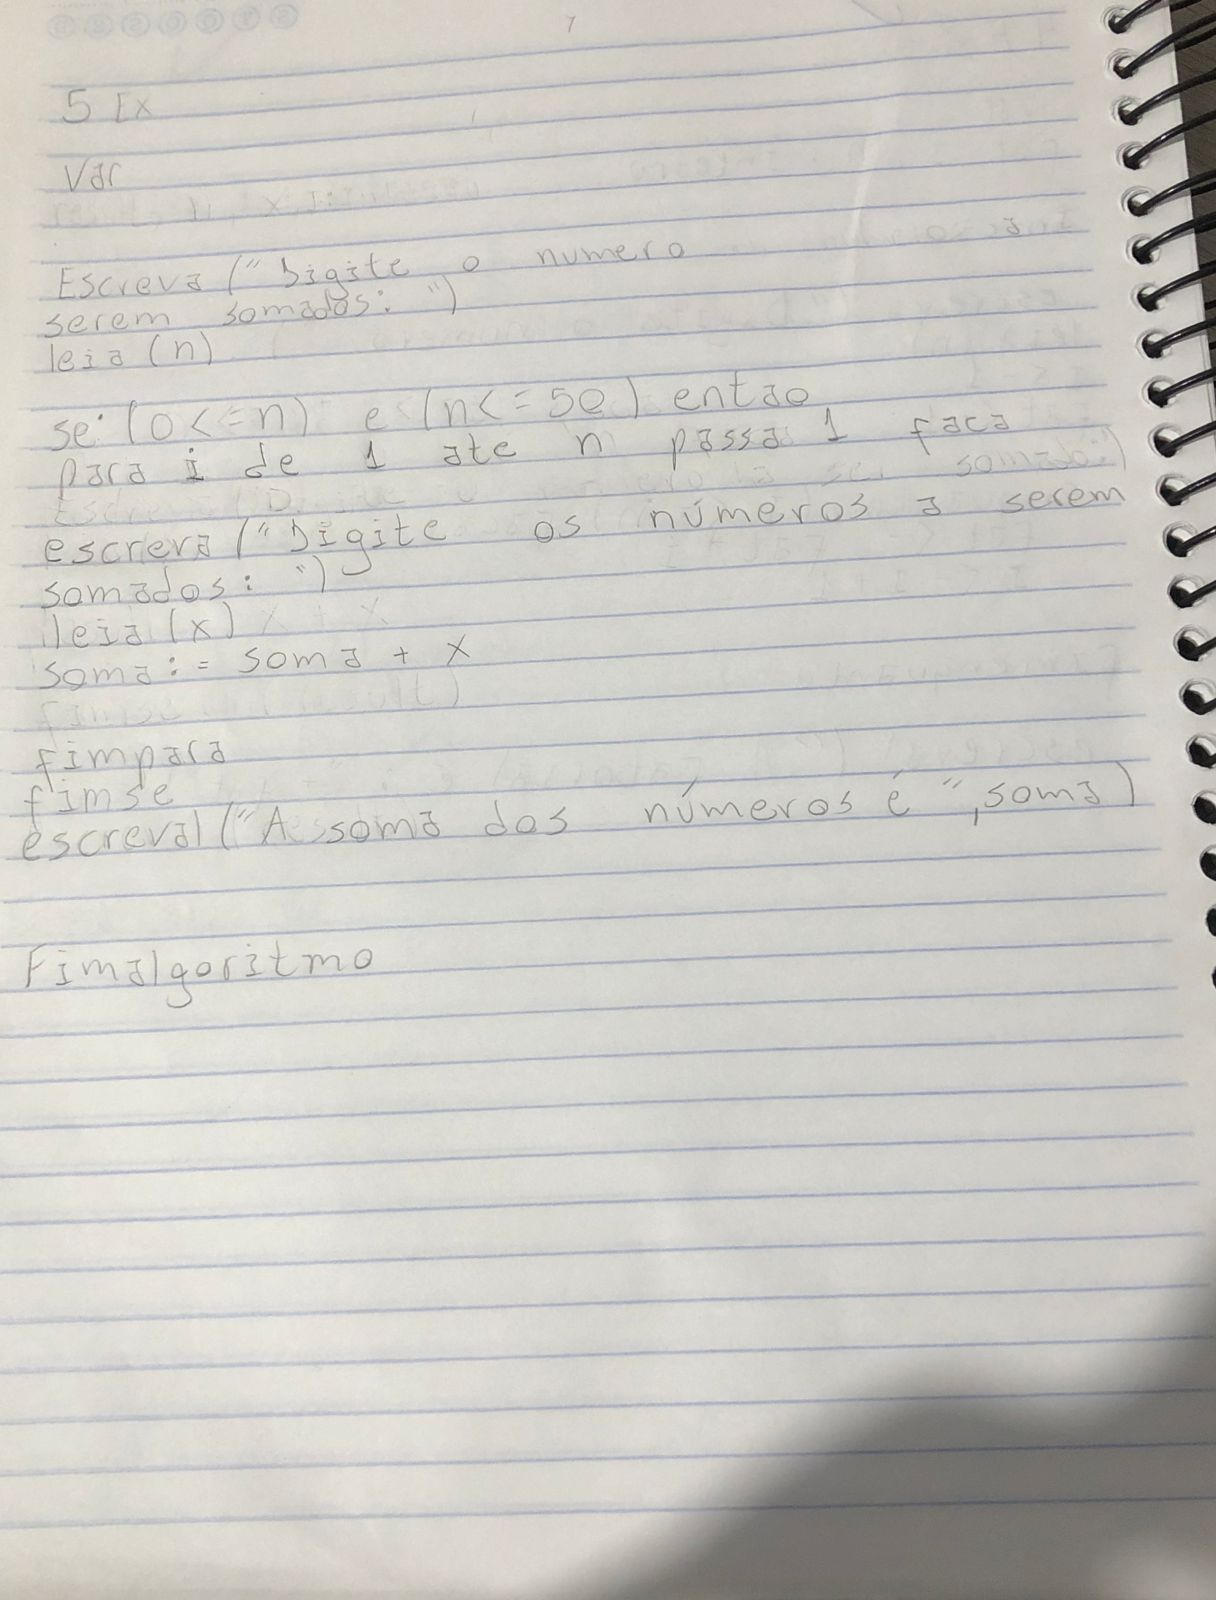 5 Ex
Var
Escreva ("Digite o numero a
serem somados: ")
leia (n)
se: (0<=n) e (n<=50) entao
para i de 1 ate n passa 1 faca
escreva ("Digite os números a serem
somados: ")
leia (x)
soma:= soma + x
fimpara
fimse
escreval ("A soma dos números é ", soma)
Fimalgoritmo